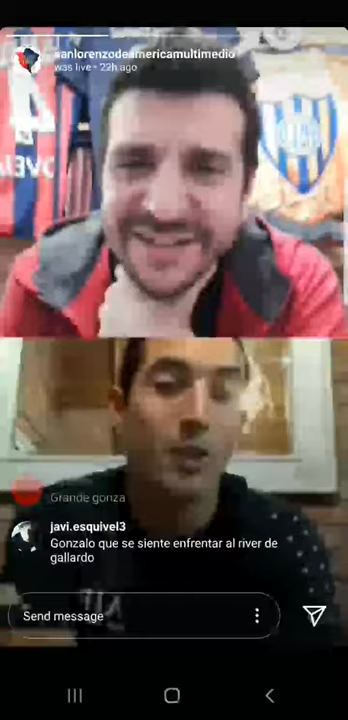 sanlorenzodeamericamultimedio
was live • 22h ago
Grande gonza
javi.esquivel3
Gonzalo que se siente enfrentar al river de
gallardo
Send message